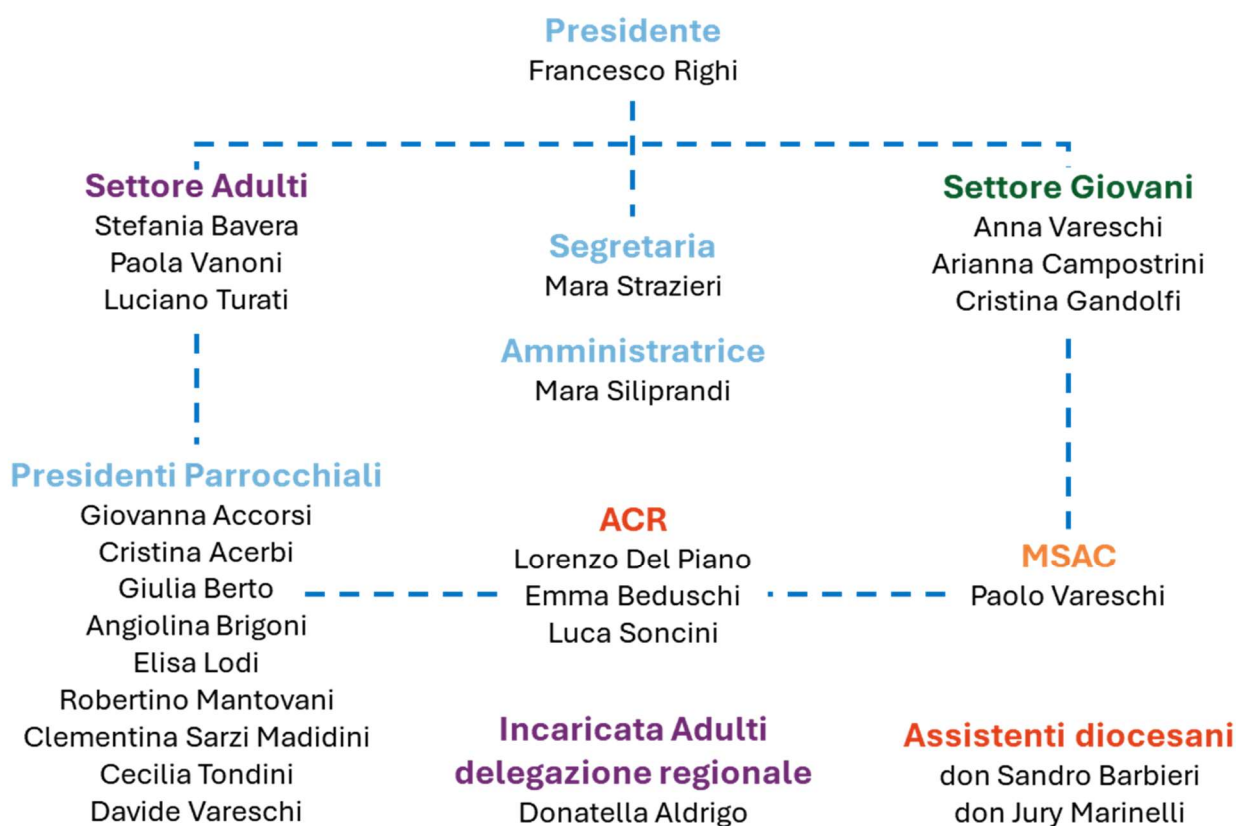 Presidente
Francesco Righi
Settore Adulti
Stefania Bavera
Paola Vanoni
Luciano Turati
Segretaria
Mara Strazieri
Amministratrice
Mara Siliprandi
Settore Giovani
Anna Vareschi
Arianna Campostrini
Cristina Gandolfi
Presidenti Parrocchiali
Giovanna Accorsi
Cristina Acerbi
Giulia Berto
Angiolina Brigoni
Elisa Lodi
Robertino Mantovani
Clementina Sarzi Madidini
Cecilia Tondini
Davide Vareschi
ACR
Lorenzo Del Piano
Emma Beduschi
Luca Soncini
MSAC
Paolo Vareschi
Incaricata Adulti
delegazione regionale
Donatella Aldrigo
Assistenti diocesani
don Sandro Barbieri
don Jury Marinelli